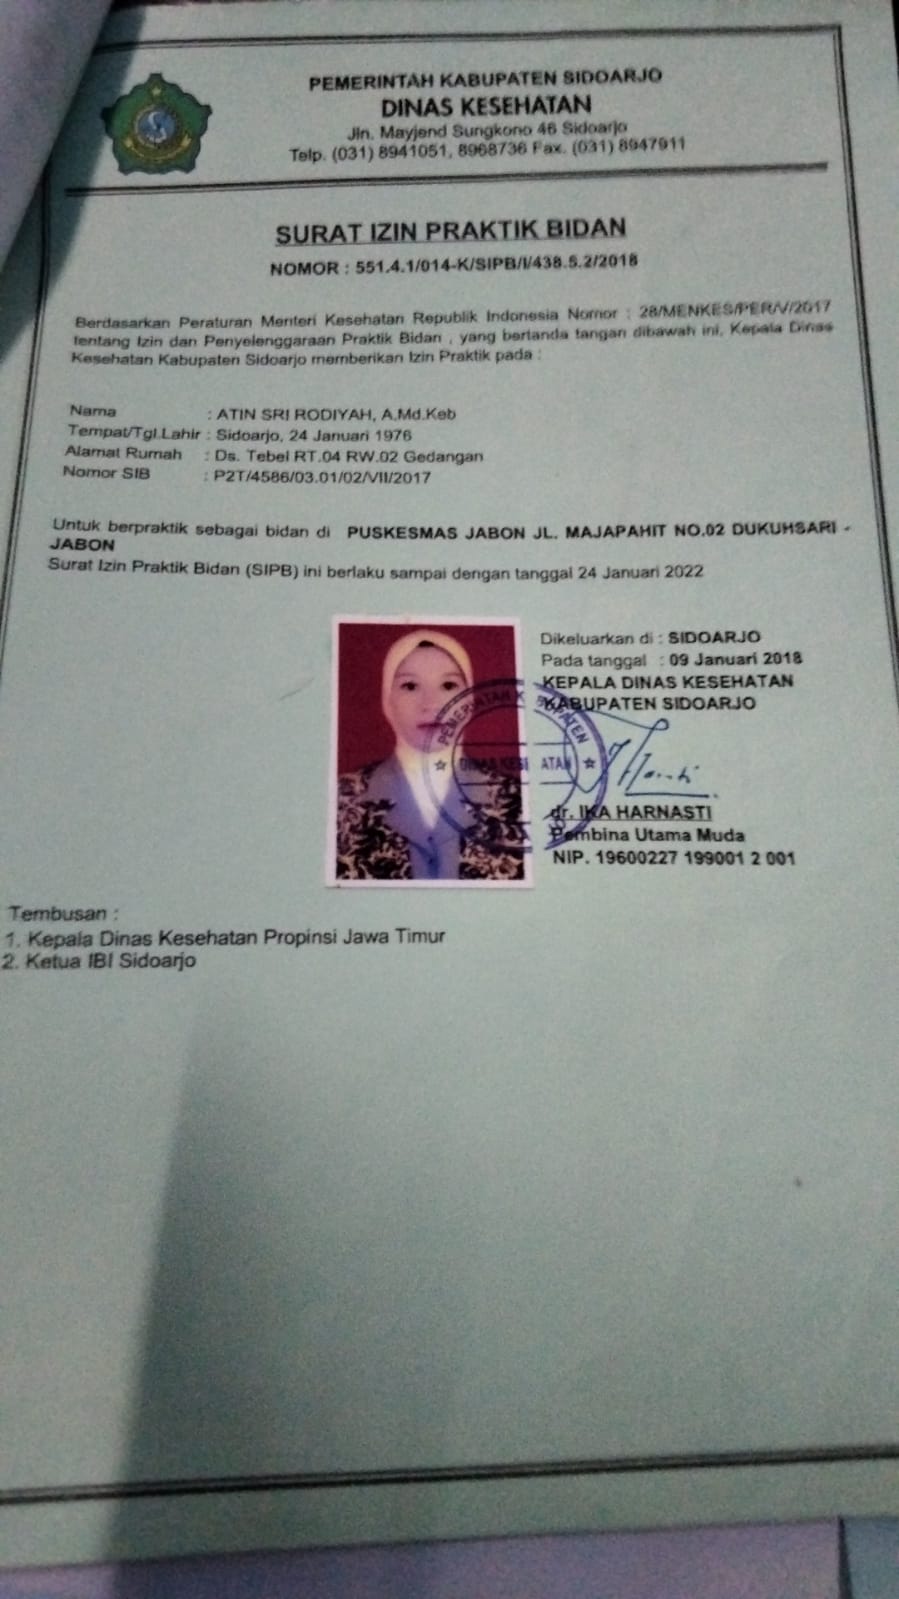 PEMERINTAH KABUPATEN SIDOARJO
DINAS KESEHATAN
Jln. Mayjend Sungkono 46 Sidoarjo
Telp. (031) 8941051, 8968736 Fax. (031) 8947911
SURAT IZIN PRAKTIK BIDAN
NOMOR : 551.4.1/014-K/SIPB/I/438.5.2/2018
Berdasarkan Peraturan Menteri Kesehatan Republik Indonesia Nomor : 28/MENKES/PER/V/2017
tentang Izin dan Penyelenggaraan Praktik Bidan , yang bertanda tangan dibawah ini, Kepala Dinas
Kesehatan Kabupaten Sidoarjo memberikan Izin Praktik pada :
Nama : ATIN SRI RODIYAH, A.Md.Keb
Tempat/Tgl.Lahir : Sidoarjo, 24 Januari 1976
Alamat Rumah : Ds. Tebel RT.04 RW.02 Gedangan
Nomor SIB : P2T/4586/03.01/02/VII/2017
Untuk berpraktik sebagai bidan di PUSKESMAS JABON JL. MAJAPAHIT NO.02 DUKUHSARI -
JABON
Surat Izin Praktik Bidan (SIPB) ini berlaku sampai dengan tanggal 24 Januari 2022
Dikeluarkan di : SIDOARJO
Pada tanggal : 09 Januari 2018
KEPALA DINAS KESEHATAN
KABUPATEN SIDOARJO
PEMERINTAH KABUPATEN
DINAS KESEHATAN
dr. IKA HARNASTI
Pembina Utama Muda
NIP. 19600227 199001 2 001
Tembusan :
1. Kepala Dinas Kesehatan Propinsi Jawa Timur
2. Ketua IBI Sidoarjo